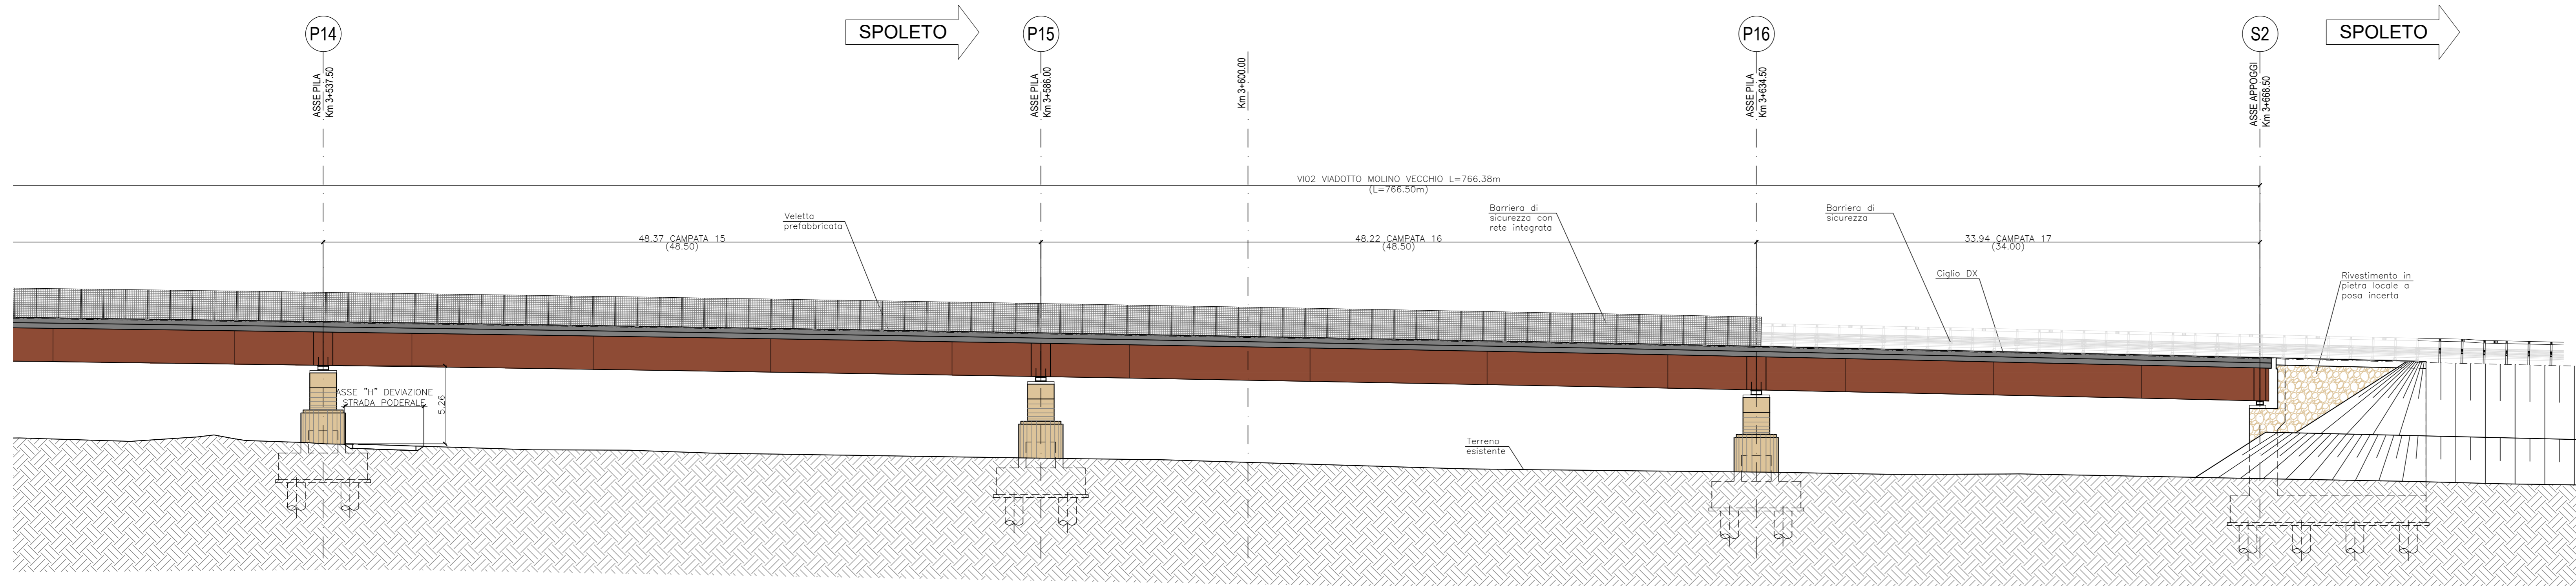 P14
SPOLETO
P15
P16
S2
SPOLETO
ASSE PILA
Km 3+537.50
ASSE PILA
Km 3+586.00
Km 3+600.00
ASSE PILA
Km 3+634.50
ASSE APPOGGI
Km 3+668.50
VI02 VIADOTTO MOLINO VECCHIO L=766.38m
(L=766.50m)
Veletta
prefabbricata
Barriera di
sicurezza con
rete integrata
Barriera di
sicurezza
48.37 CAMPATA 15
(48.50)
48.22 CAMPATA 16
(48.50)
33.94 CAMPATA 17
(34.00)
Ciglio DX
Rivestimento in
pietra locale a
posa incerta
ASSE "H" DEVIAZIONE
STRADA PODERALE
5.26
Terreno
esistente